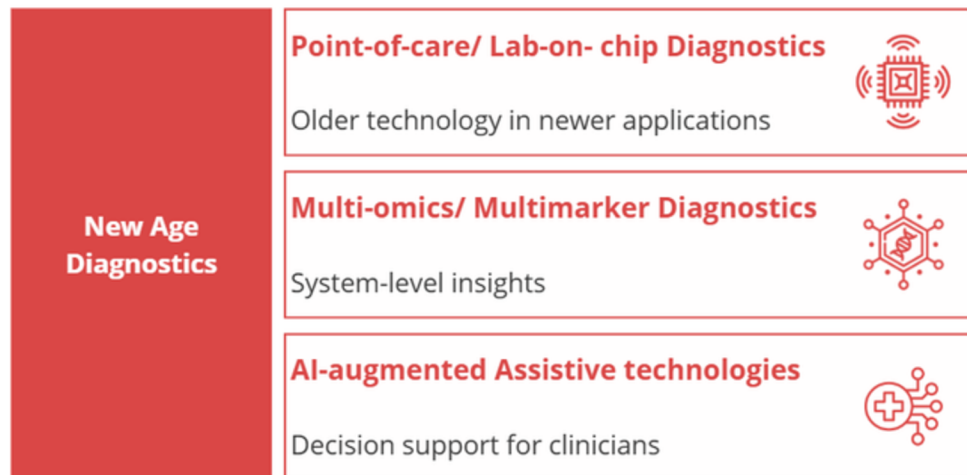 New Age
Diagnostics
Point-of-care/ Lab-on- chip Diagnostics
Older technology in newer applications
Multi-omics/ Multimarker Diagnostics
System-level insights
AI-augmented Assistive technologies
Decision support for clinicians